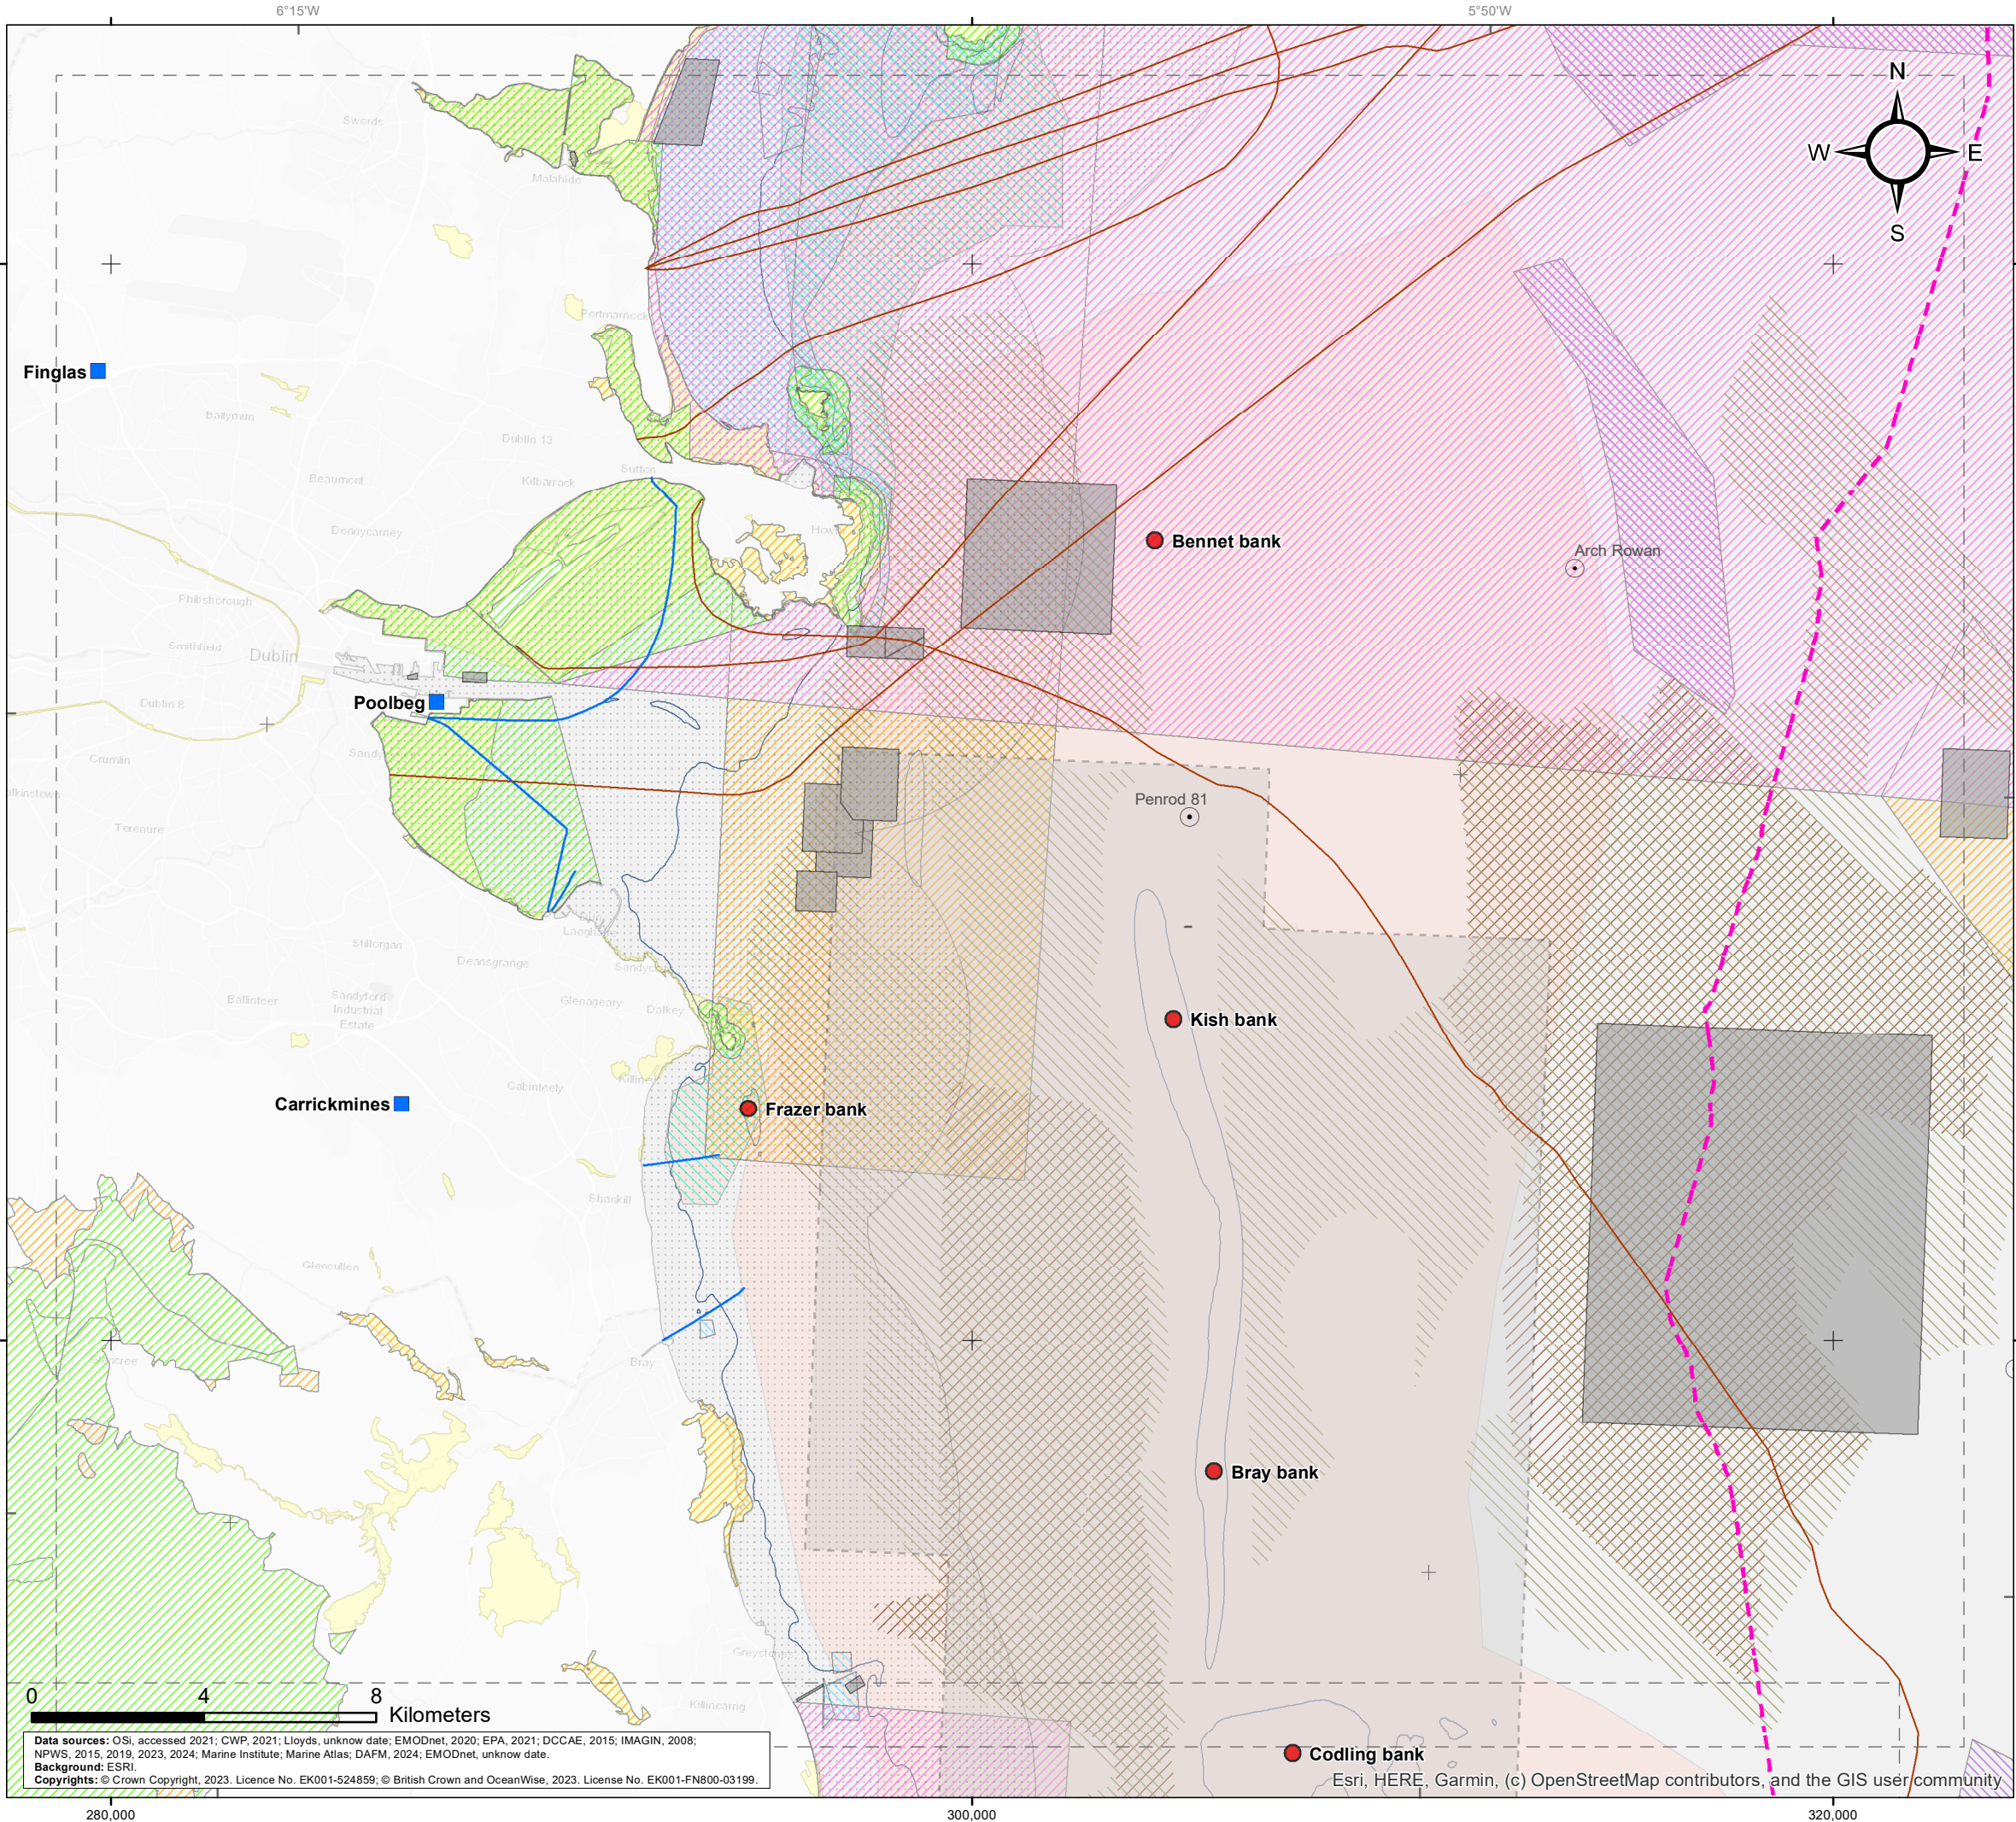 6°15'W
5°50'W
N
W
E
S
Swords
Malahide
Portmarnock
Finglas
Ballymun
Dublin 13
Sutton
Beaumont
Kilbarrack
Donnycarney
Bennet bank
Arch Rowan
Phibsborough
Smithfield
Dublin
Poolbeg
Dublin 8
Crumlin
Terenure
Penrod 81
Stillorgan
Deansgrange
Kish bank
Ballinteer
Sandyford
Industrial
Estate
Glenageary
Dalkey
Cabinteely
Carrickmines
Frazer bank
Shankill
Glencullen
Glencree
Bray
Bray bank
Greystones
Killincarrig
0 4 8
Kilometers
Codling bank
Data sources: OSi, accessed 2021; CWP, 2021; Lloyds, unknow date; EMODnet, 2020; EPA, 2021; DCCAE, 2015; IMAGIN, 2008;
NPWS, 2015, 2019, 2023, 2024; Marine Institute; Marine Atlas; DAFM, 2024; EMODnet, unknow date.
Background: ESRI.
Copyrights: © Crown Copyright, 2023. Licence No. EK001-524859; © British Crown and OceanWise, 2023. License No. EK001-FN800-03199.
Esri, HERE, Garmin, (c) OpenStreetMap contributors, and the GIS user community
280,000
300,000
320,000